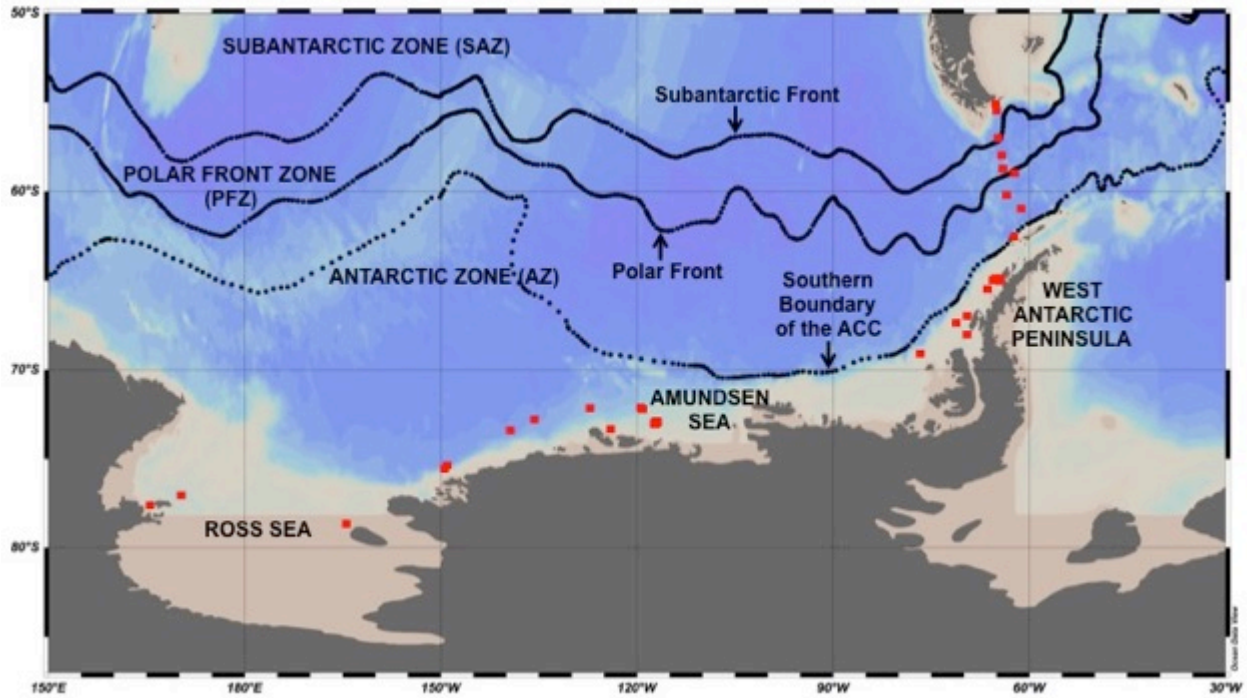 50°S
SUBANTARCTIC ZONE (SAZ)
Subantarctic Front
POLAR FRONT ZONE
(PFZ)
60°S
ANTARCTIC ZONE (AZ)
Polar Front
Southern
Boundary
of the ACC
WEST
ANTARCTIC
PENINSULA
70°S
AMUNDSEN
SEA
ROSS SEA
80°S
Ocean Data View
150°E
180°E
150°W
120°W
90°W
60°W
30°W